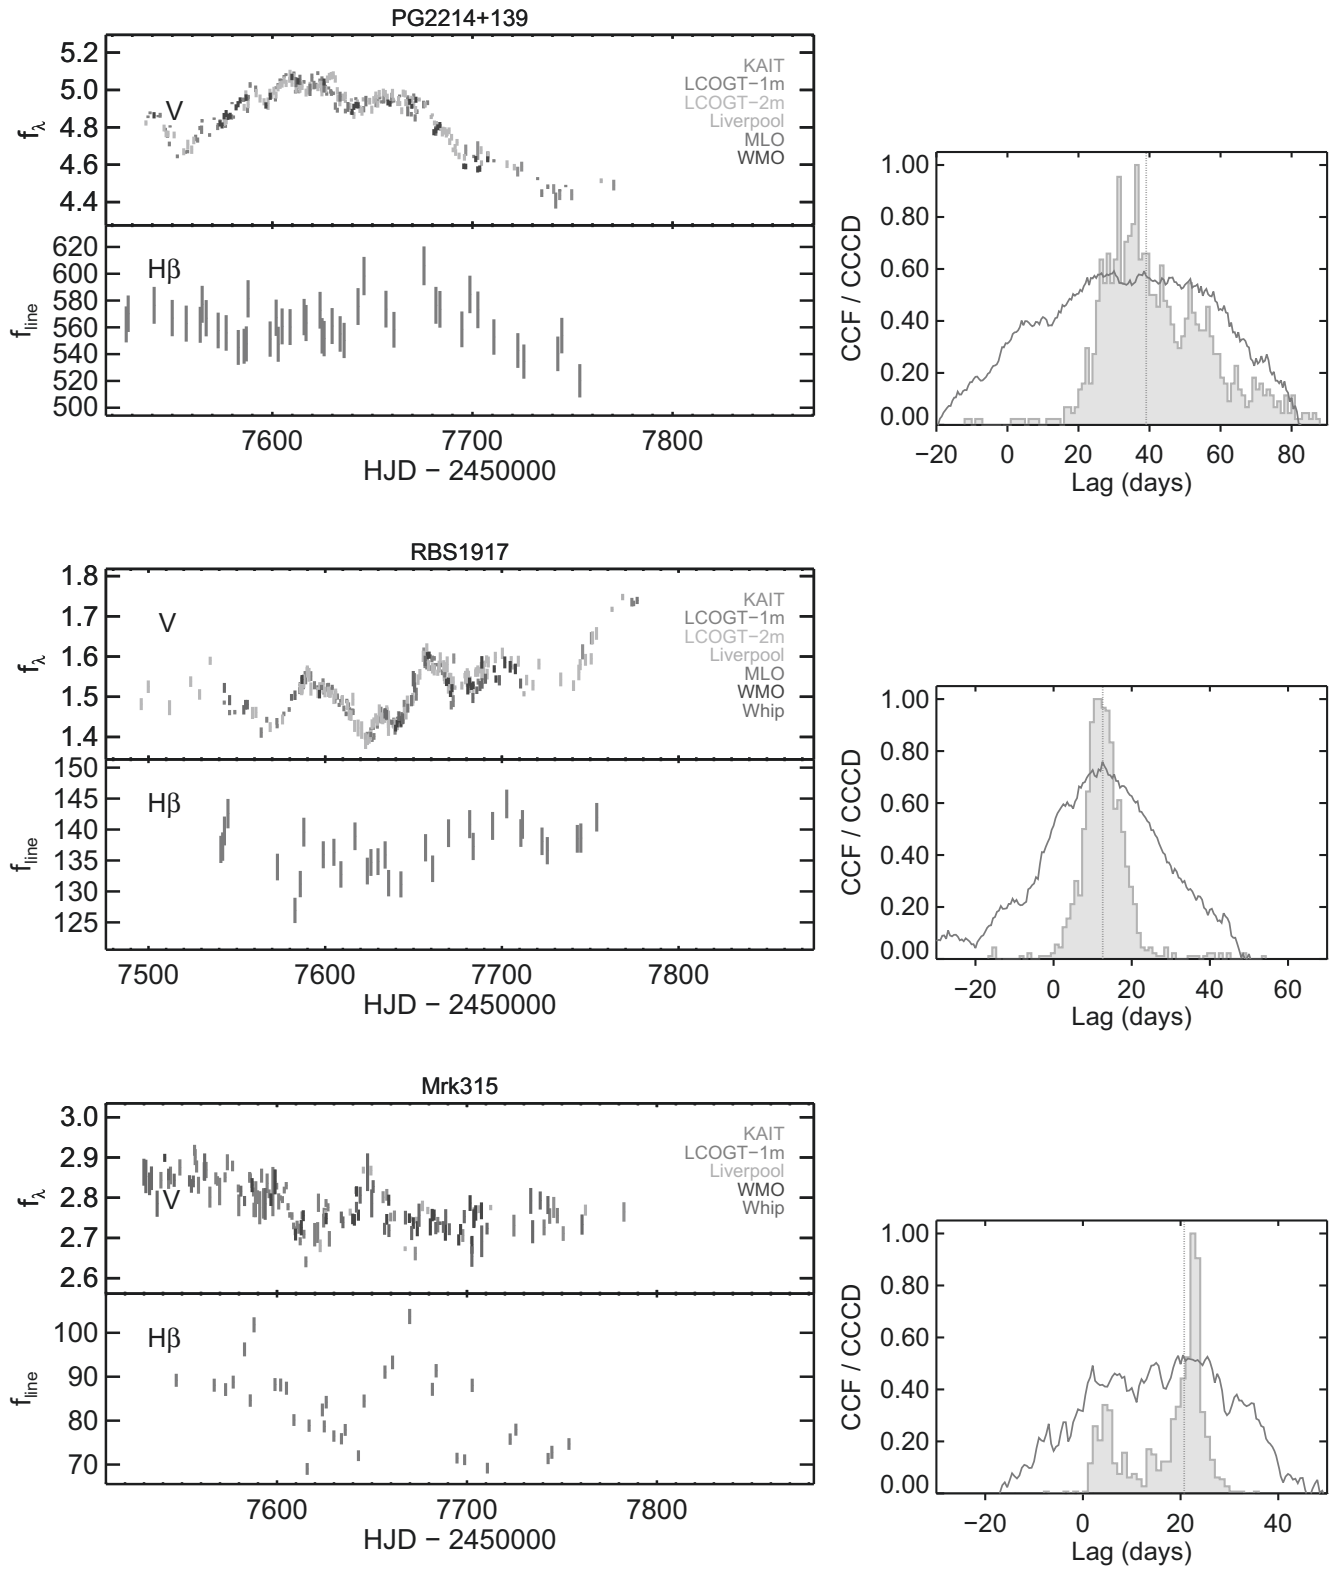 PG2214+139
5.2
5.0
4.8
4.6
4.4
fλ
V
KAIT
LCOGT−1m
LCOGT−2m
Liverpool
MLO
WMO
620
600
580
560
540
520
500
fline
Hβ
7600 7700 7800
HJD − 2450000
1.00
0.80
0.60
0.40
0.20
0.00
CCF / CCCD
−20 0 20 40 60 80
Lag (days)
RBS1917
1.8
1.7
1.6
1.5
1.4
fλ
V
KAIT
LCOGT−1m
LCOGT−2m
Liverpool
MLO
WMO
Whip
150
145
140
135
130
125
fline
Hβ
7500 7600 7700 7800
HJD − 2450000
1.00
0.80
0.60
0.40
0.20
0.00
CCF / CCCD
−20 0 20 40 60
Lag (days)
Mrk315
3.0
2.9
2.8
2.7
2.6
fλ
V
KAIT
LCOGT−1m
Liverpool
WMO
Whip
100
90
80
70
fline
Hβ
7600 7700 7800
HJD − 2450000
1.00
0.80
0.60
0.40
0.20
0.00
CCF / CCCD
−20 0 20 40
Lag (days)